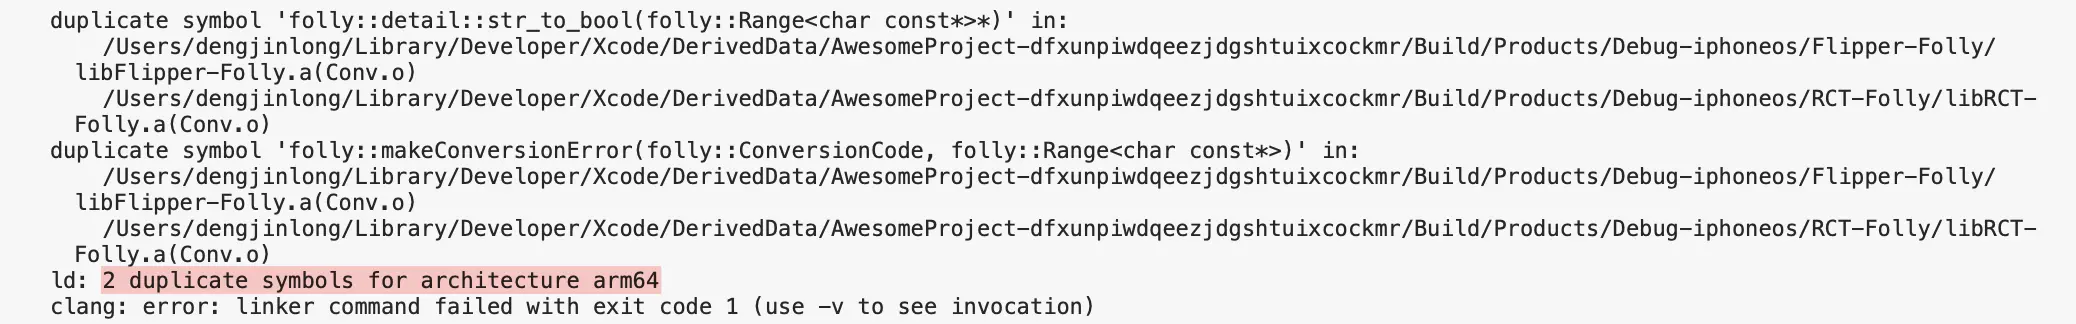 duplicate symbol 'folly::detail::str_to_bool(folly::Range<char const*>*)' in:
/Users/dengjinlong/Library/Developer/Xcode/DerivedData/AwesomeProject-dfxunpiwdqeezjdgshtuixcockmr/Build/Products/Debug-iphoneos/Flipper-Folly/
libFlipper-Folly.a(Conv.o)
/Users/dengjinlong/Library/Developer/Xcode/DerivedData/AwesomeProject-dfxunpiwdqeezjdgshtuixcockmr/Build/Products/Debug-iphoneos/RCT-Folly/libRCT-
Folly.a(Conv.o)
duplicate symbol 'folly::makeConversionError(folly::ConversionCode, folly::Range<char const*>)' in:
/Users/dengjinlong/Library/Developer/Xcode/DerivedData/AwesomeProject-dfxunpiwdqeezjdgshtuixcockmr/Build/Products/Debug-iphoneos/Flipper-Folly/
libFlipper-Folly.a(Conv.o)
/Users/dengjinlong/Library/Developer/Xcode/DerivedData/AwesomeProject-dfxunpiwdqeezjdgshtuixcockmr/Build/Products/Debug-iphoneos/RCT-Folly/libRCT-
Folly.a(Conv.o)
ld: 2 duplicate symbols for architecture arm64
clang: error: linker command failed with exit code 1 (use -v to see invocation)